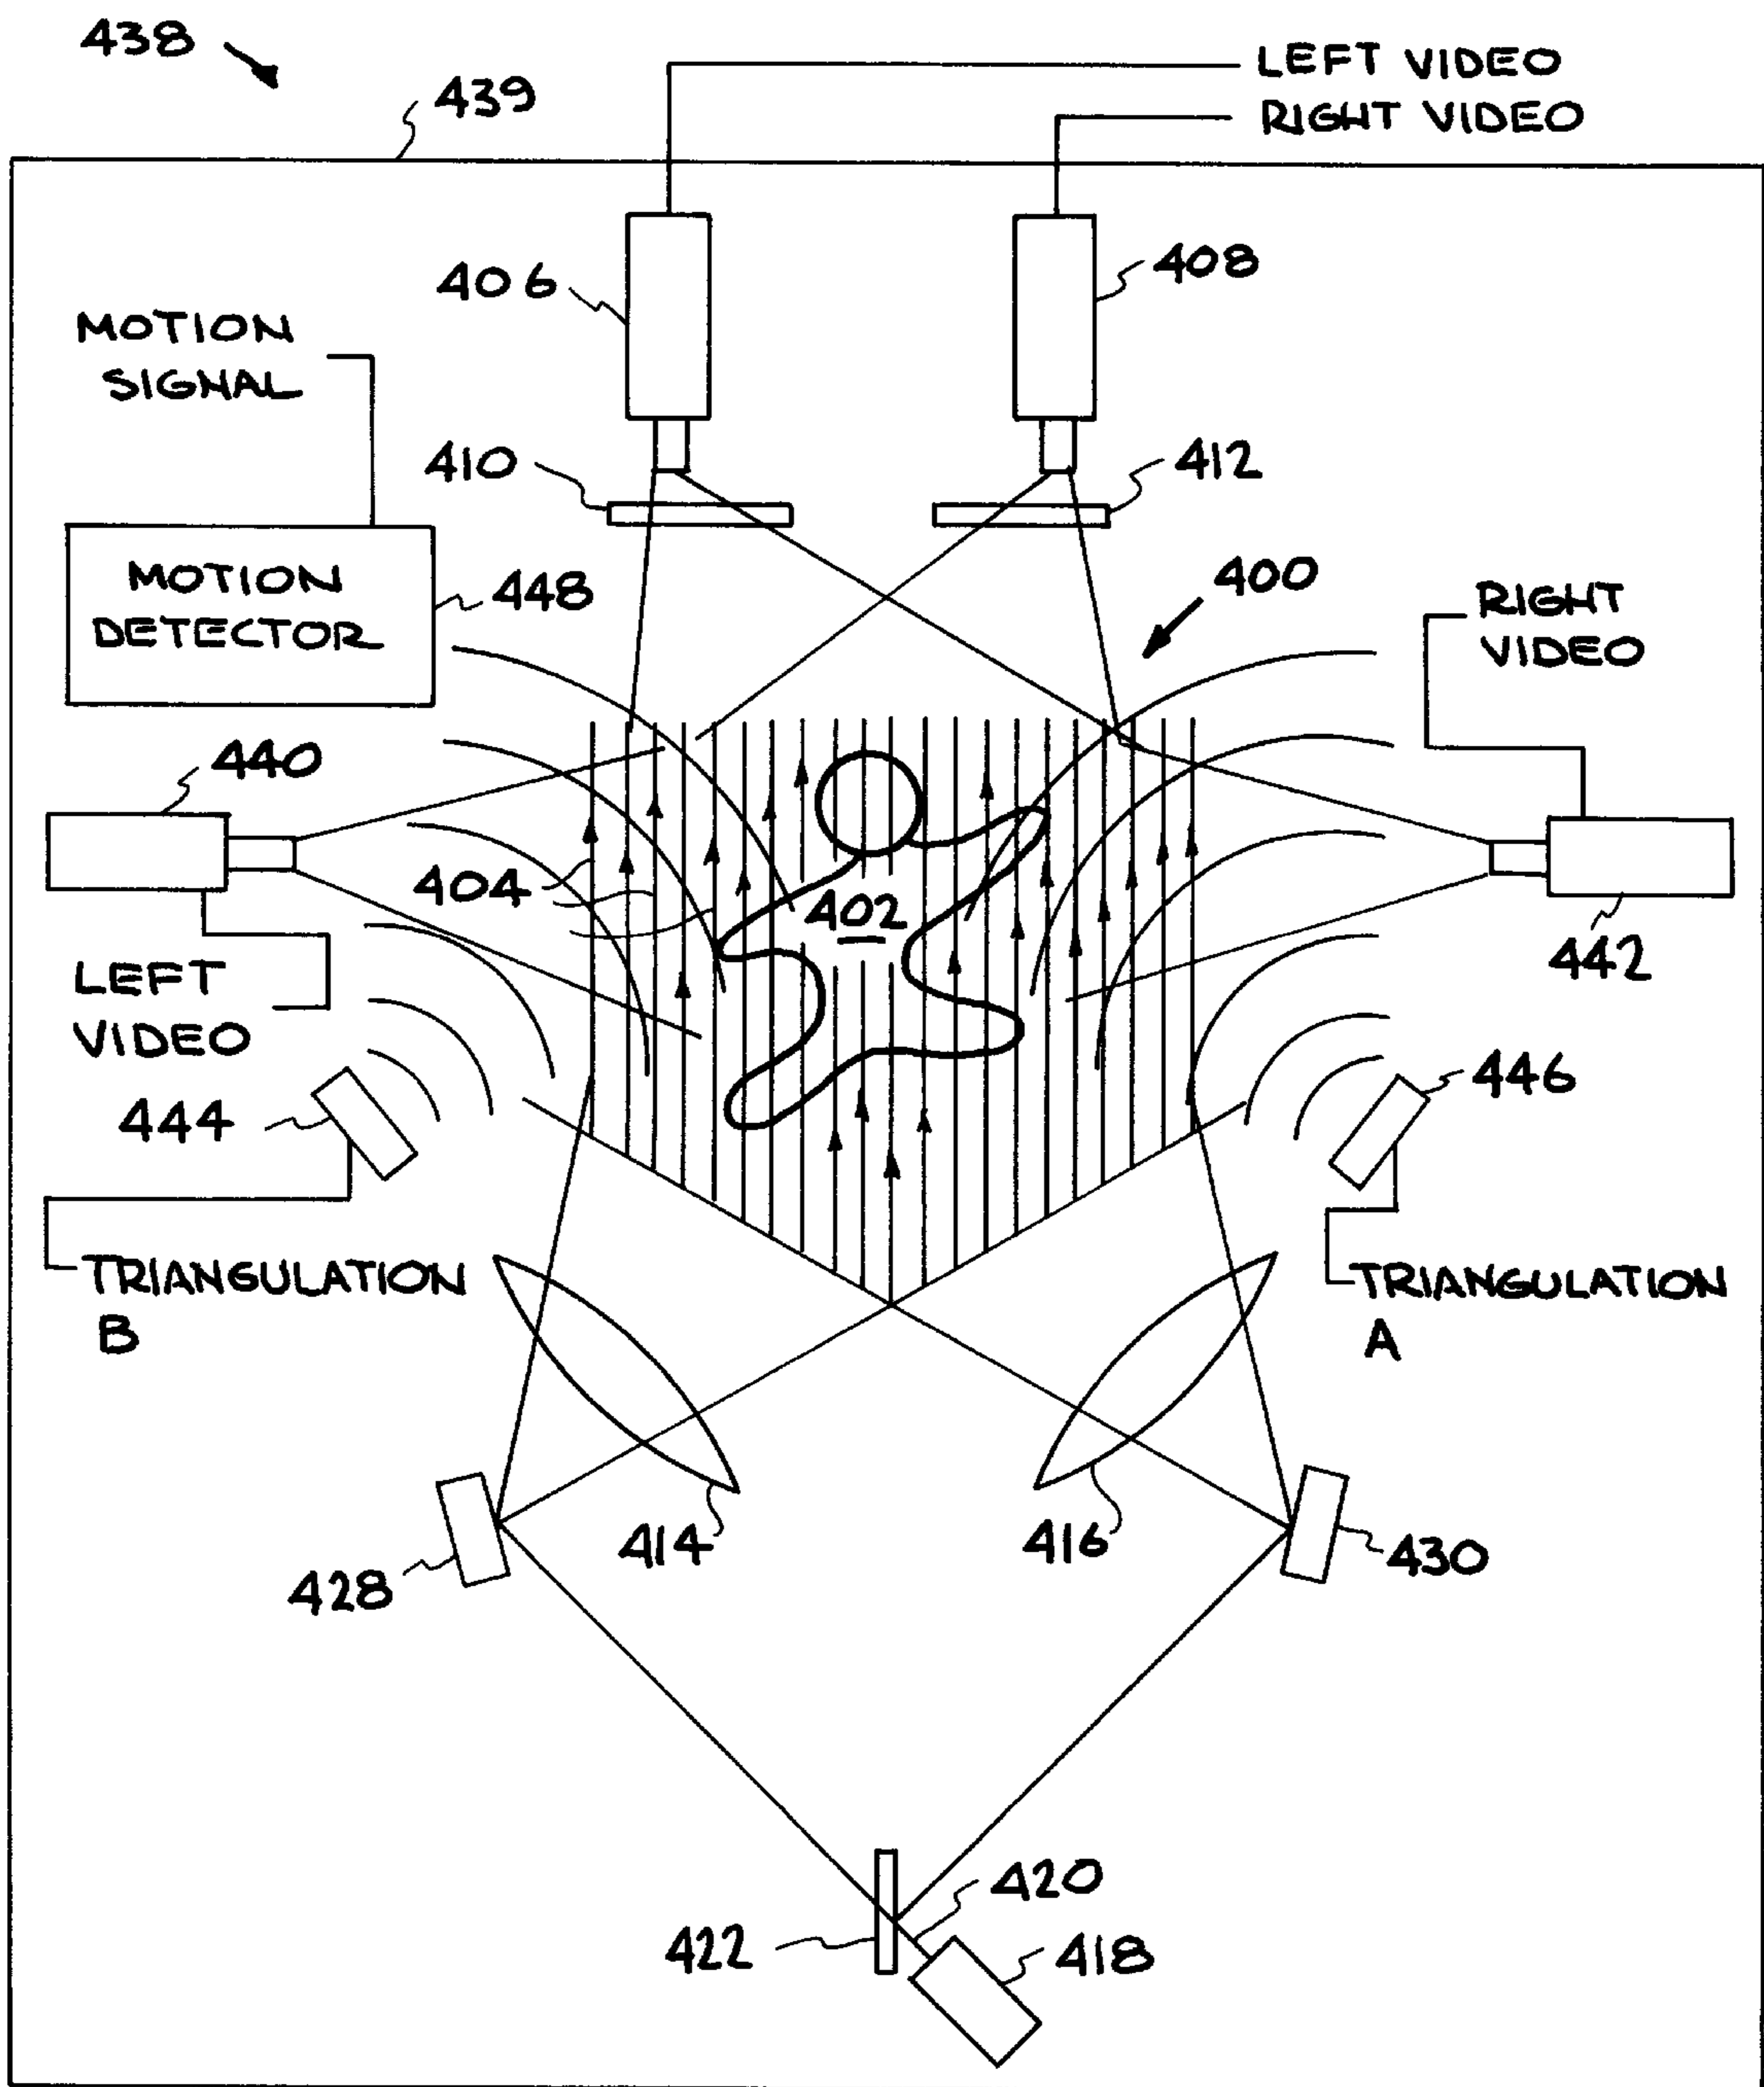 438
439
LEFT VIDEO
RIGHT VIDEO
406
408
MOTION
SIGNAL
410
412
400
MOTION
DETECTOR
448
RIGHT
VIDEO
440
404
402
442
LEFT
VIDEO
444
446
TRIANGULATION
B
TRIANGULATION
A
414
416
428
430
420
422
418